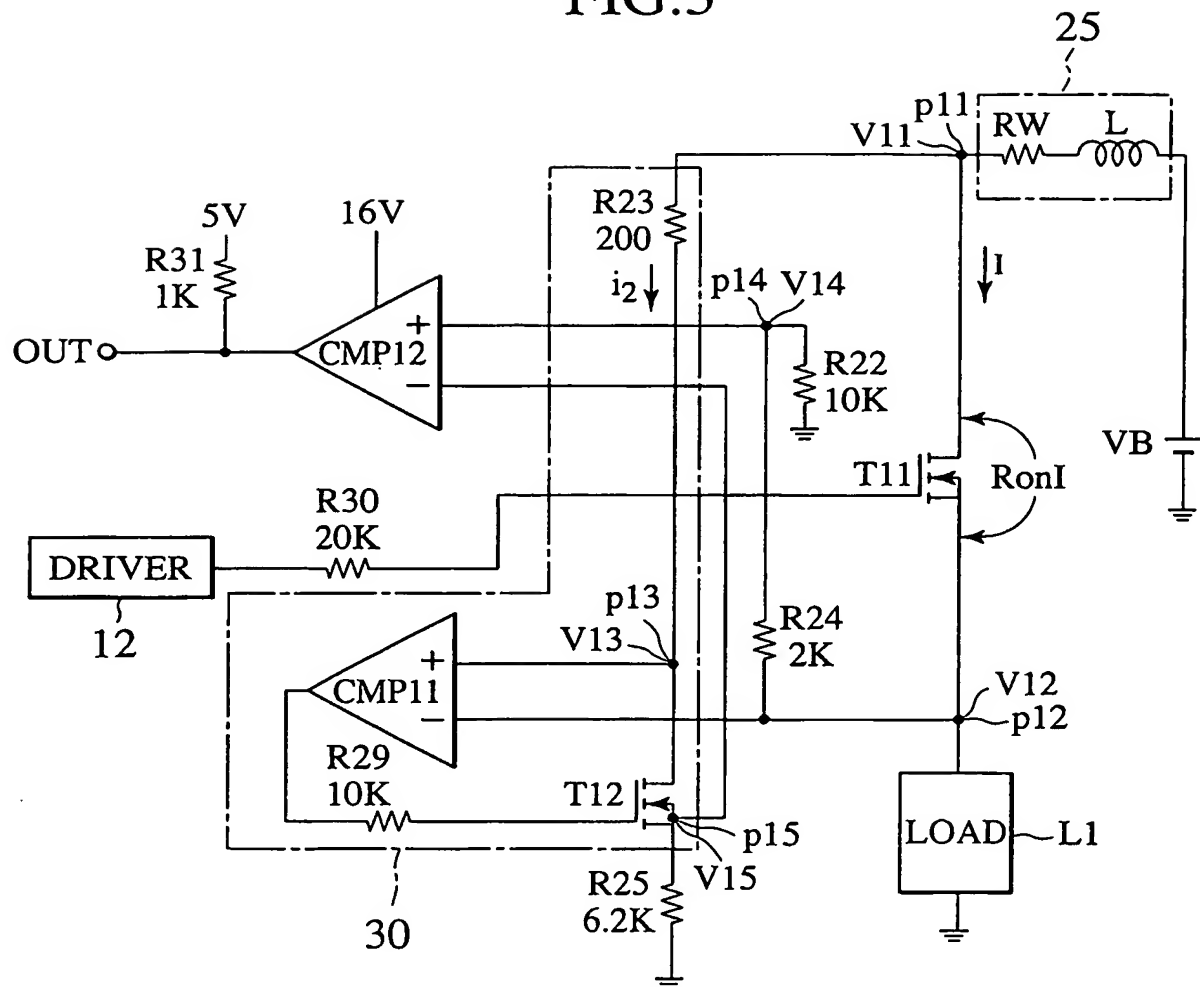 25
p11
V11
RW
L
R23
200
5V
16V
R31
1K
i2
p14
V14
I
OUT
+
CMP12
−
R22
10K
VB
T11
RonI
R30
20K
DRIVER
12
p13
V13
R24
2K
+
CMP11
−
V12
p12
R29
10K
T12
p15
V15
LOAD
L1
R25
6.2K
30